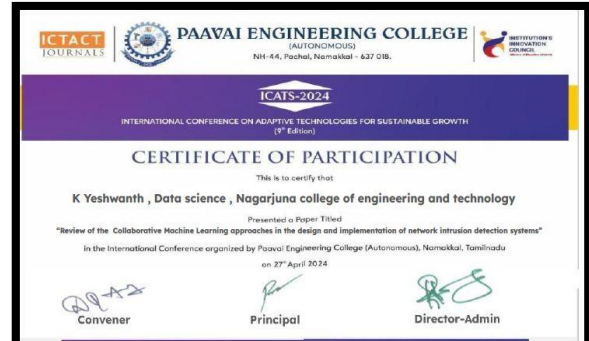 ICTACT
JOURNALS
PAAVAI ENGINEERING COLLEGE
(AUTONOMOUS)
NH-44, Pachal, Namakkal - 637 018.
INSTITUTION'S
INNOVATION
COUNCIL
ICATS-2024
INTERNATIONAL CONFERENCE ON ADAPTIVE TECHNOLOGIES FOR SUSTAINABLE GROWTH
(9th Edition)
CERTIFICATE OF PARTICIPATION
This is to certify that
K Yeshwanth , Data science , Nagarjuna college of engineering and technology
Presented a Paper Titled
"Review of the Collaborative Machine Learning approaches in the design and implementation of network intrusion detection systems"
in the International Conference organized by Paavai Engineering College (Autonomous), Namakkal, Tamilnadu
on 27th April 2024
Convener
Principal
Director-Admin